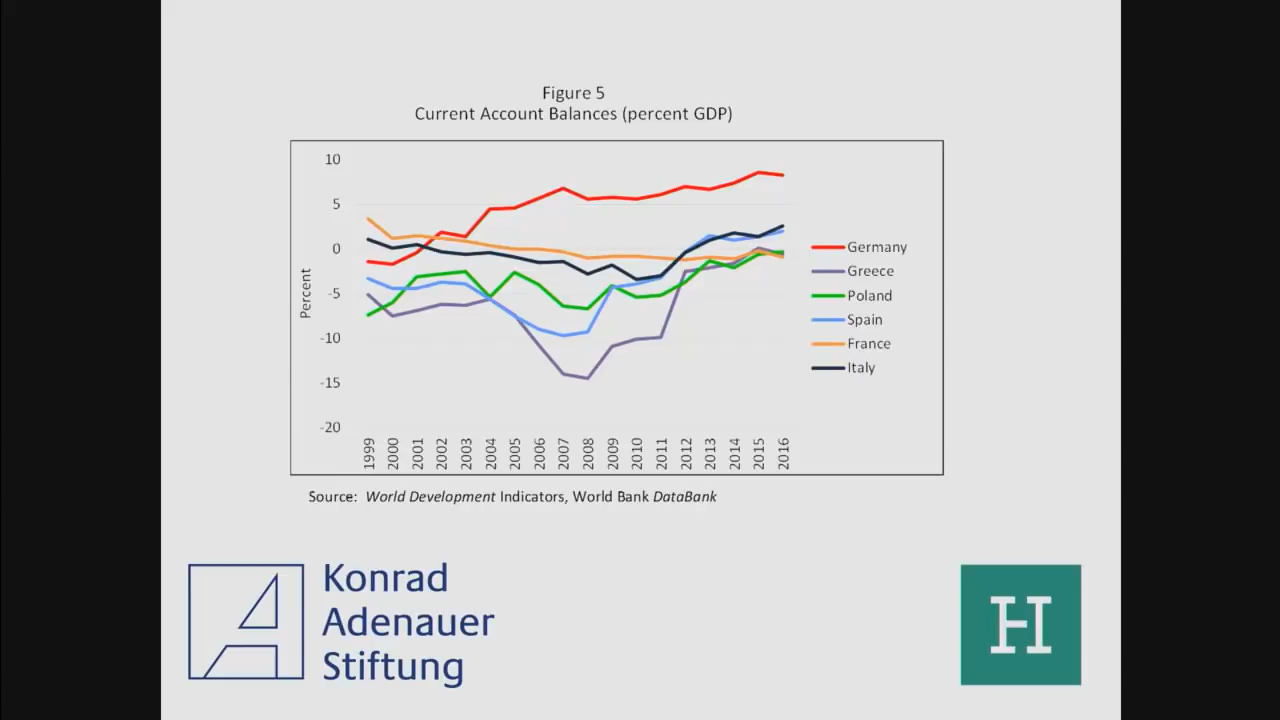 Figure 5
Current Account Balances (percent GDP)
10
5
0
-5
-10
-15
-20
Percent
1999
2000
2001
2002
2003
2004
2005
2006
2007
2008
2009
2010
2011
2012
2013
2014
2015
2016
Germany
Greece
Poland
Spain
France
Italy
Source: World Development Indicators, World Bank DataBank
Konrad
Adenauer
Stiftung
H